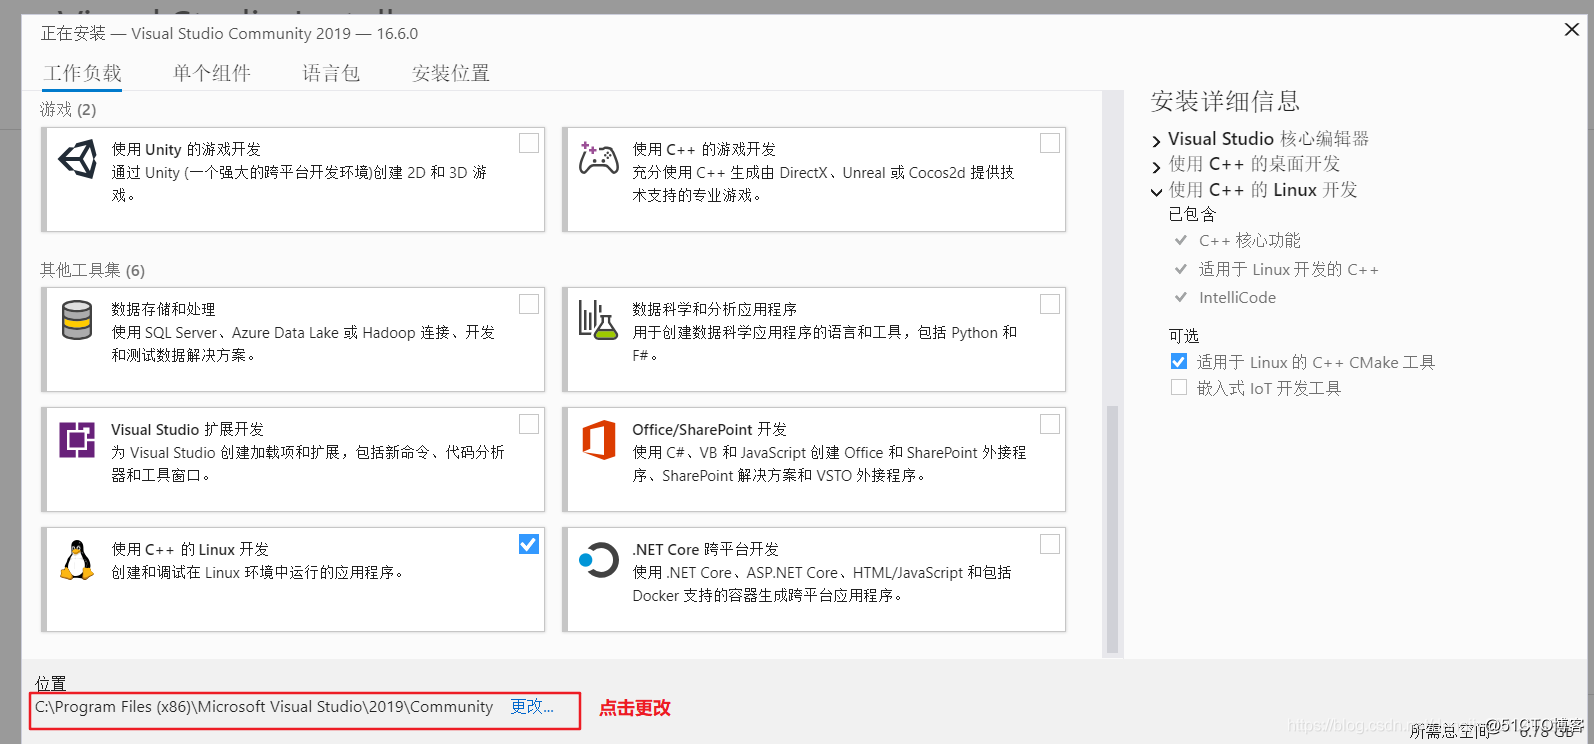 正在安装 — Visual Studio Community 2019 — 16.6.0
工作负载 单个组件 语言包 安装位置
游戏 (2)
使用 Unity 的游戏开发
通过 Unity (一个强大的跨平台开发环境)创建 2D 和 3D 游
戏。
使用 C++ 的游戏开发
充分使用 C++ 生成由 DirectX、Unreal 或 Cocos2d 提供技
术支持的专业游戏。
其他工具集 (6)
数据存储和处理
使用 SQL Server、Azure Data Lake 或 Hadoop 连接、开发
和测试数据解决方案。
数据科学和分析应用程序
用于创建数据科学应用程序的语言和工具，包括 Python 和
F#。
Visual Studio 扩展开发
为 Visual Studio 创建加载项和扩展，包括新命令、代码分析
器和工具窗口。
Office/SharePoint 开发
使用 C#、VB 和 JavaScript 创建 Office 和 SharePoint 外接程
序、SharePoint 解决方案和 VSTO 外接程序。
使用 C++ 的 Linux 开发
创建和调试在 Linux 环境中运行的应用程序。
.NET Core 跨平台开发
使用 .NET Core、ASP.NET Core、HTML/JavaScript 和包括
Docker 支持的容器生成跨平台应用程序。
安装详细信息
Visual Studio 核心编辑器
使用 C++ 的桌面开发
使用 C++ 的 Linux 开发
已包含
C++ 核心功能
适用于 Linux 开发的 C++
IntelliCode
可选
适用于 Linux 的 C++ CMake 工具
嵌入式 IoT 开发工具
位置
C:\Program Files (x86)\Microsoft Visual Studio\2019\Community 更改...
点击更改
所需总空间
@51CTO博客